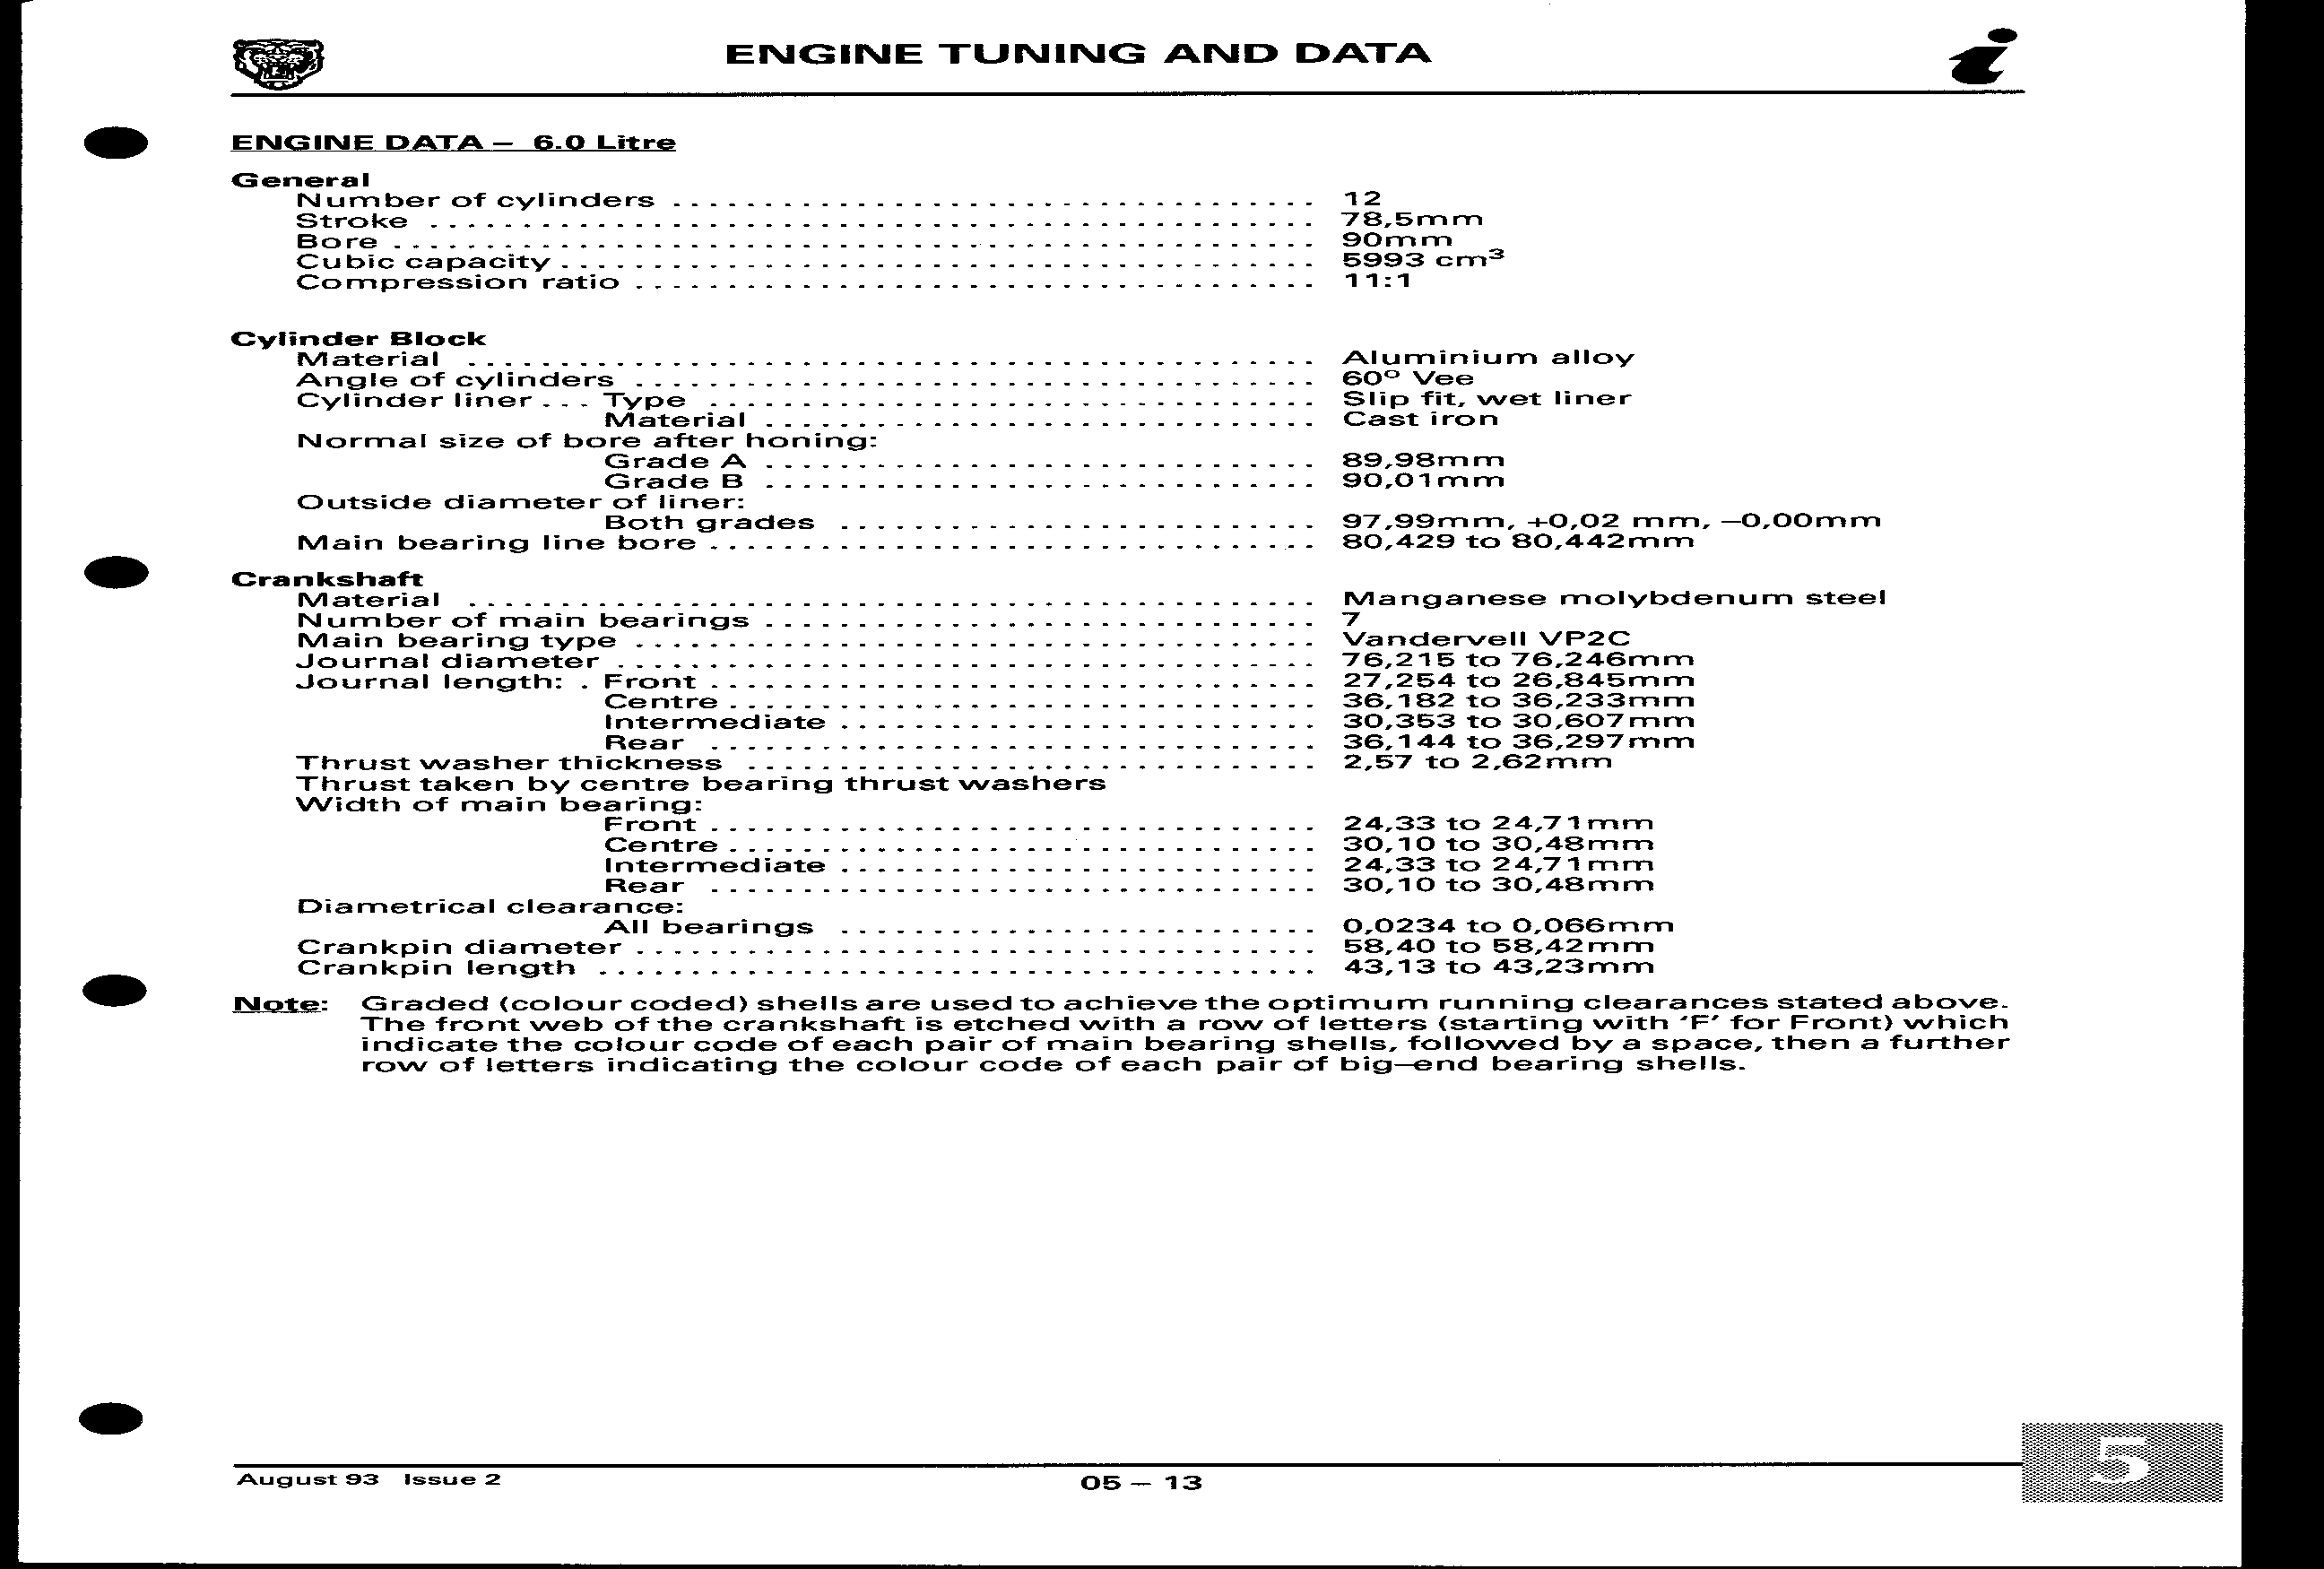 ENGINE TUNING AND DATA
i
ENGINE DATA – 6.0 Litre
General
Number of cylinders ................................... 12
Stroke ................................................ 78,5mm
Bore .................................................. 90mm
Cubic capacity ......................................... 5993 cm³
Compression ratio ..................................... 11:1
Cylinder Block
Material .............................................. Aluminium alloy
Angle of cylinders ..................................... 60º Vee
Cylinder liner ... Type ................................. Slip fit, wet liner
Material .............................. Cast iron
Normal size of bore after honing:
Grade A .............................. 89,98mm
Grade B .............................. 90,01mm
Outside diameter of liner:
Both grades .......................... 97,99mm, +0,02 mm, –0,00mm
Main bearing line bore ................................. 80,429 to 80,442mm
Crankshaft
Material .............................................. Manganese molybdenum steel
Number of main bearings .............................. 7
Main bearing type ..................................... Vandervell VP2C
Journal diameter ...................................... 76,215 to 76,246mm
Journal length: . Front ................................. 27,254 to 26,845mm
Centre ................................ 36,182 to 36,233mm
Intermediate .......................... 30,353 to 30,607mm
Rear ................................. 36,144 to 36,297mm
Thrust washer thickness ............................... 2,57 to 2,62mm
Thrust taken by centre bearing thrust washers
Width of main bearing:
Front ................................. 24,33 to 24,71mm
Centre ................................ 30,10 to 30,48mm
Intermediate .......................... 24,33 to 24,71mm
Rear ................................. 30,10 to 30,48mm
Diametrical clearance:
All bearings .......................... 0,0234 to 0,066mm
Crankpin diameter ..................................... 58,40 to 58,42mm
Crankpin length ....................................... 43,13 to 43,23mm
Note: Graded (colour coded) shells are used to achieve the optimum running clearances stated above.
The front web of the crankshaft is etched with a row of letters (starting with ‘F’ for Front) which
indicate the colour code of each pair of main bearing shells, followed by a space, then a further
row of letters indicating the colour code of each pair of big–end bearing shells.
August 93 Issue 2
05 – 13
5